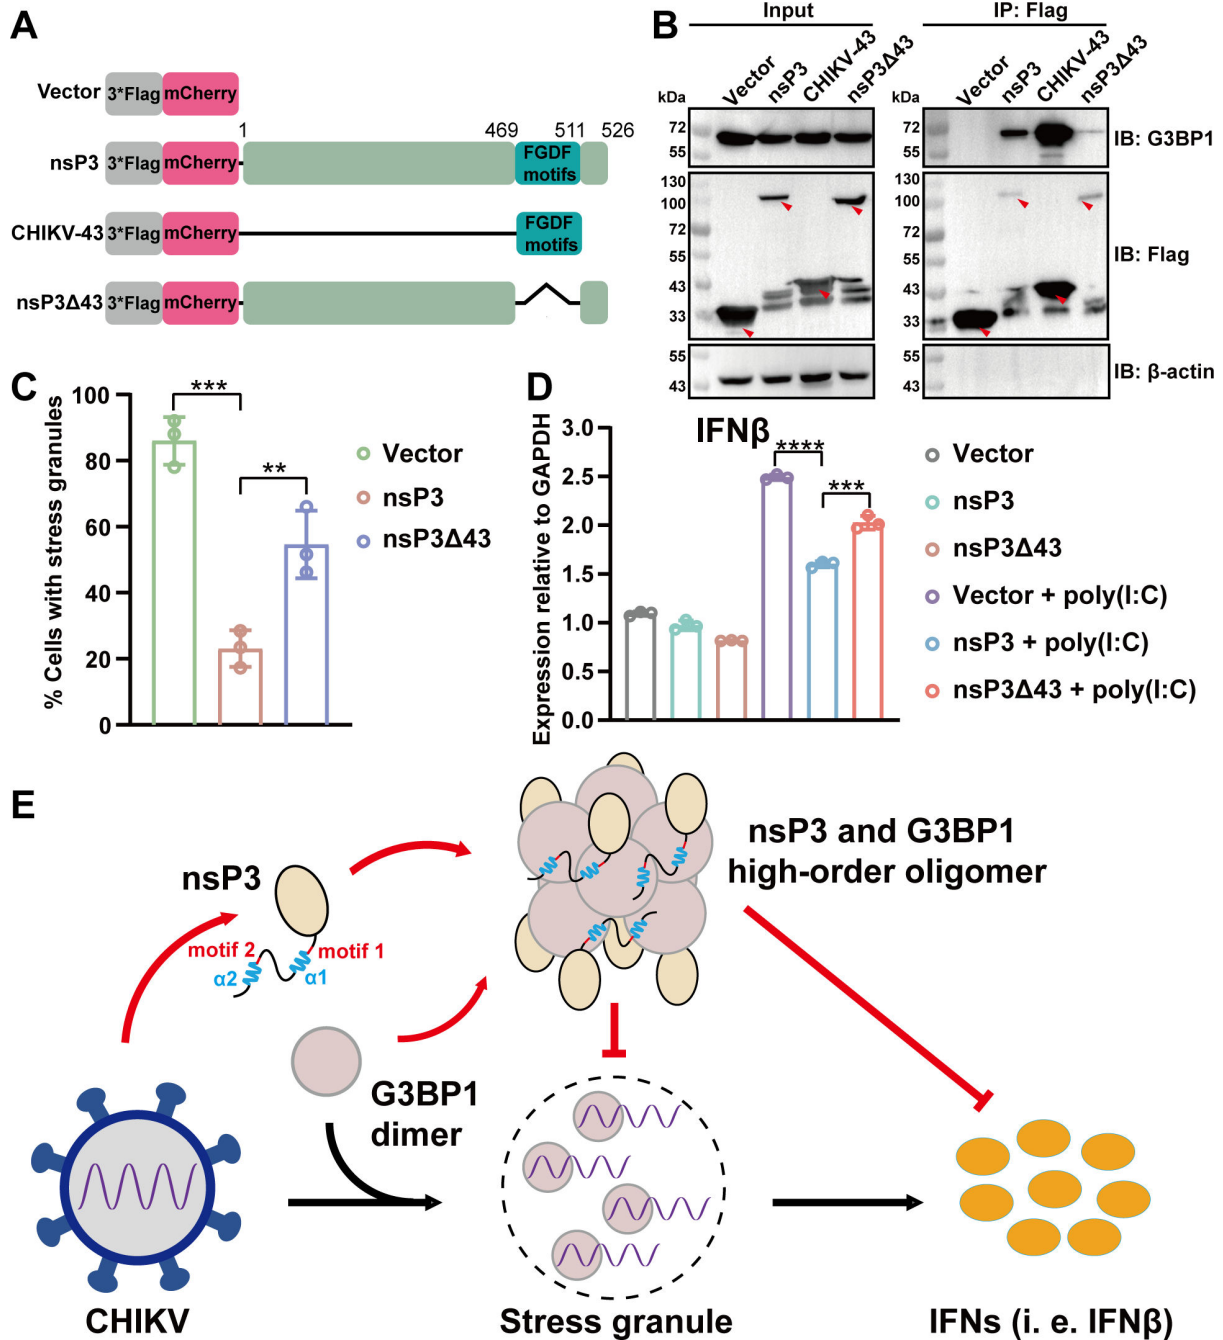 A
Vector 3*Flag mCherry
1 469 511 526
nsP3 3*Flag mCherry FGDF
motifs
CHIKV-43 3*Flag mCherry FGDF
motifs
nsP3Δ43 3*Flag mCherry
B
Input IP: Flag
Vector nsP3 CHIKV-43 nsP3Δ43 Vector nsP3 CHIKV-43 nsP3Δ43
kDa kDa
72 72 IB: G3BP1
55 55
130 130
100 100
72 72
55 55 IB: Flag
43 43
33 33
55 55 IB: β-actin
43 43
C
% Cells with stress granules
100
80
60
40
20
0
***
**
Vector
nsP3
nsP3Δ43
D
IFNβ
Expression relative to GAPDH
3.0
2.5
2.0
1.5
1.0
0.5
0.0
****
***
Vector
nsP3
nsP3Δ43
Vector + poly(I:C)
nsP3 + poly(I:C)
nsP3Δ43 + poly(I:C)
E
nsP3
motif 2 motif 1
α2 α1
nsP3 and G3BP1
high-order oligomer
G3BP1
dimer
CHIKV
Stress granule
IFNs (i. e. IFNβ)